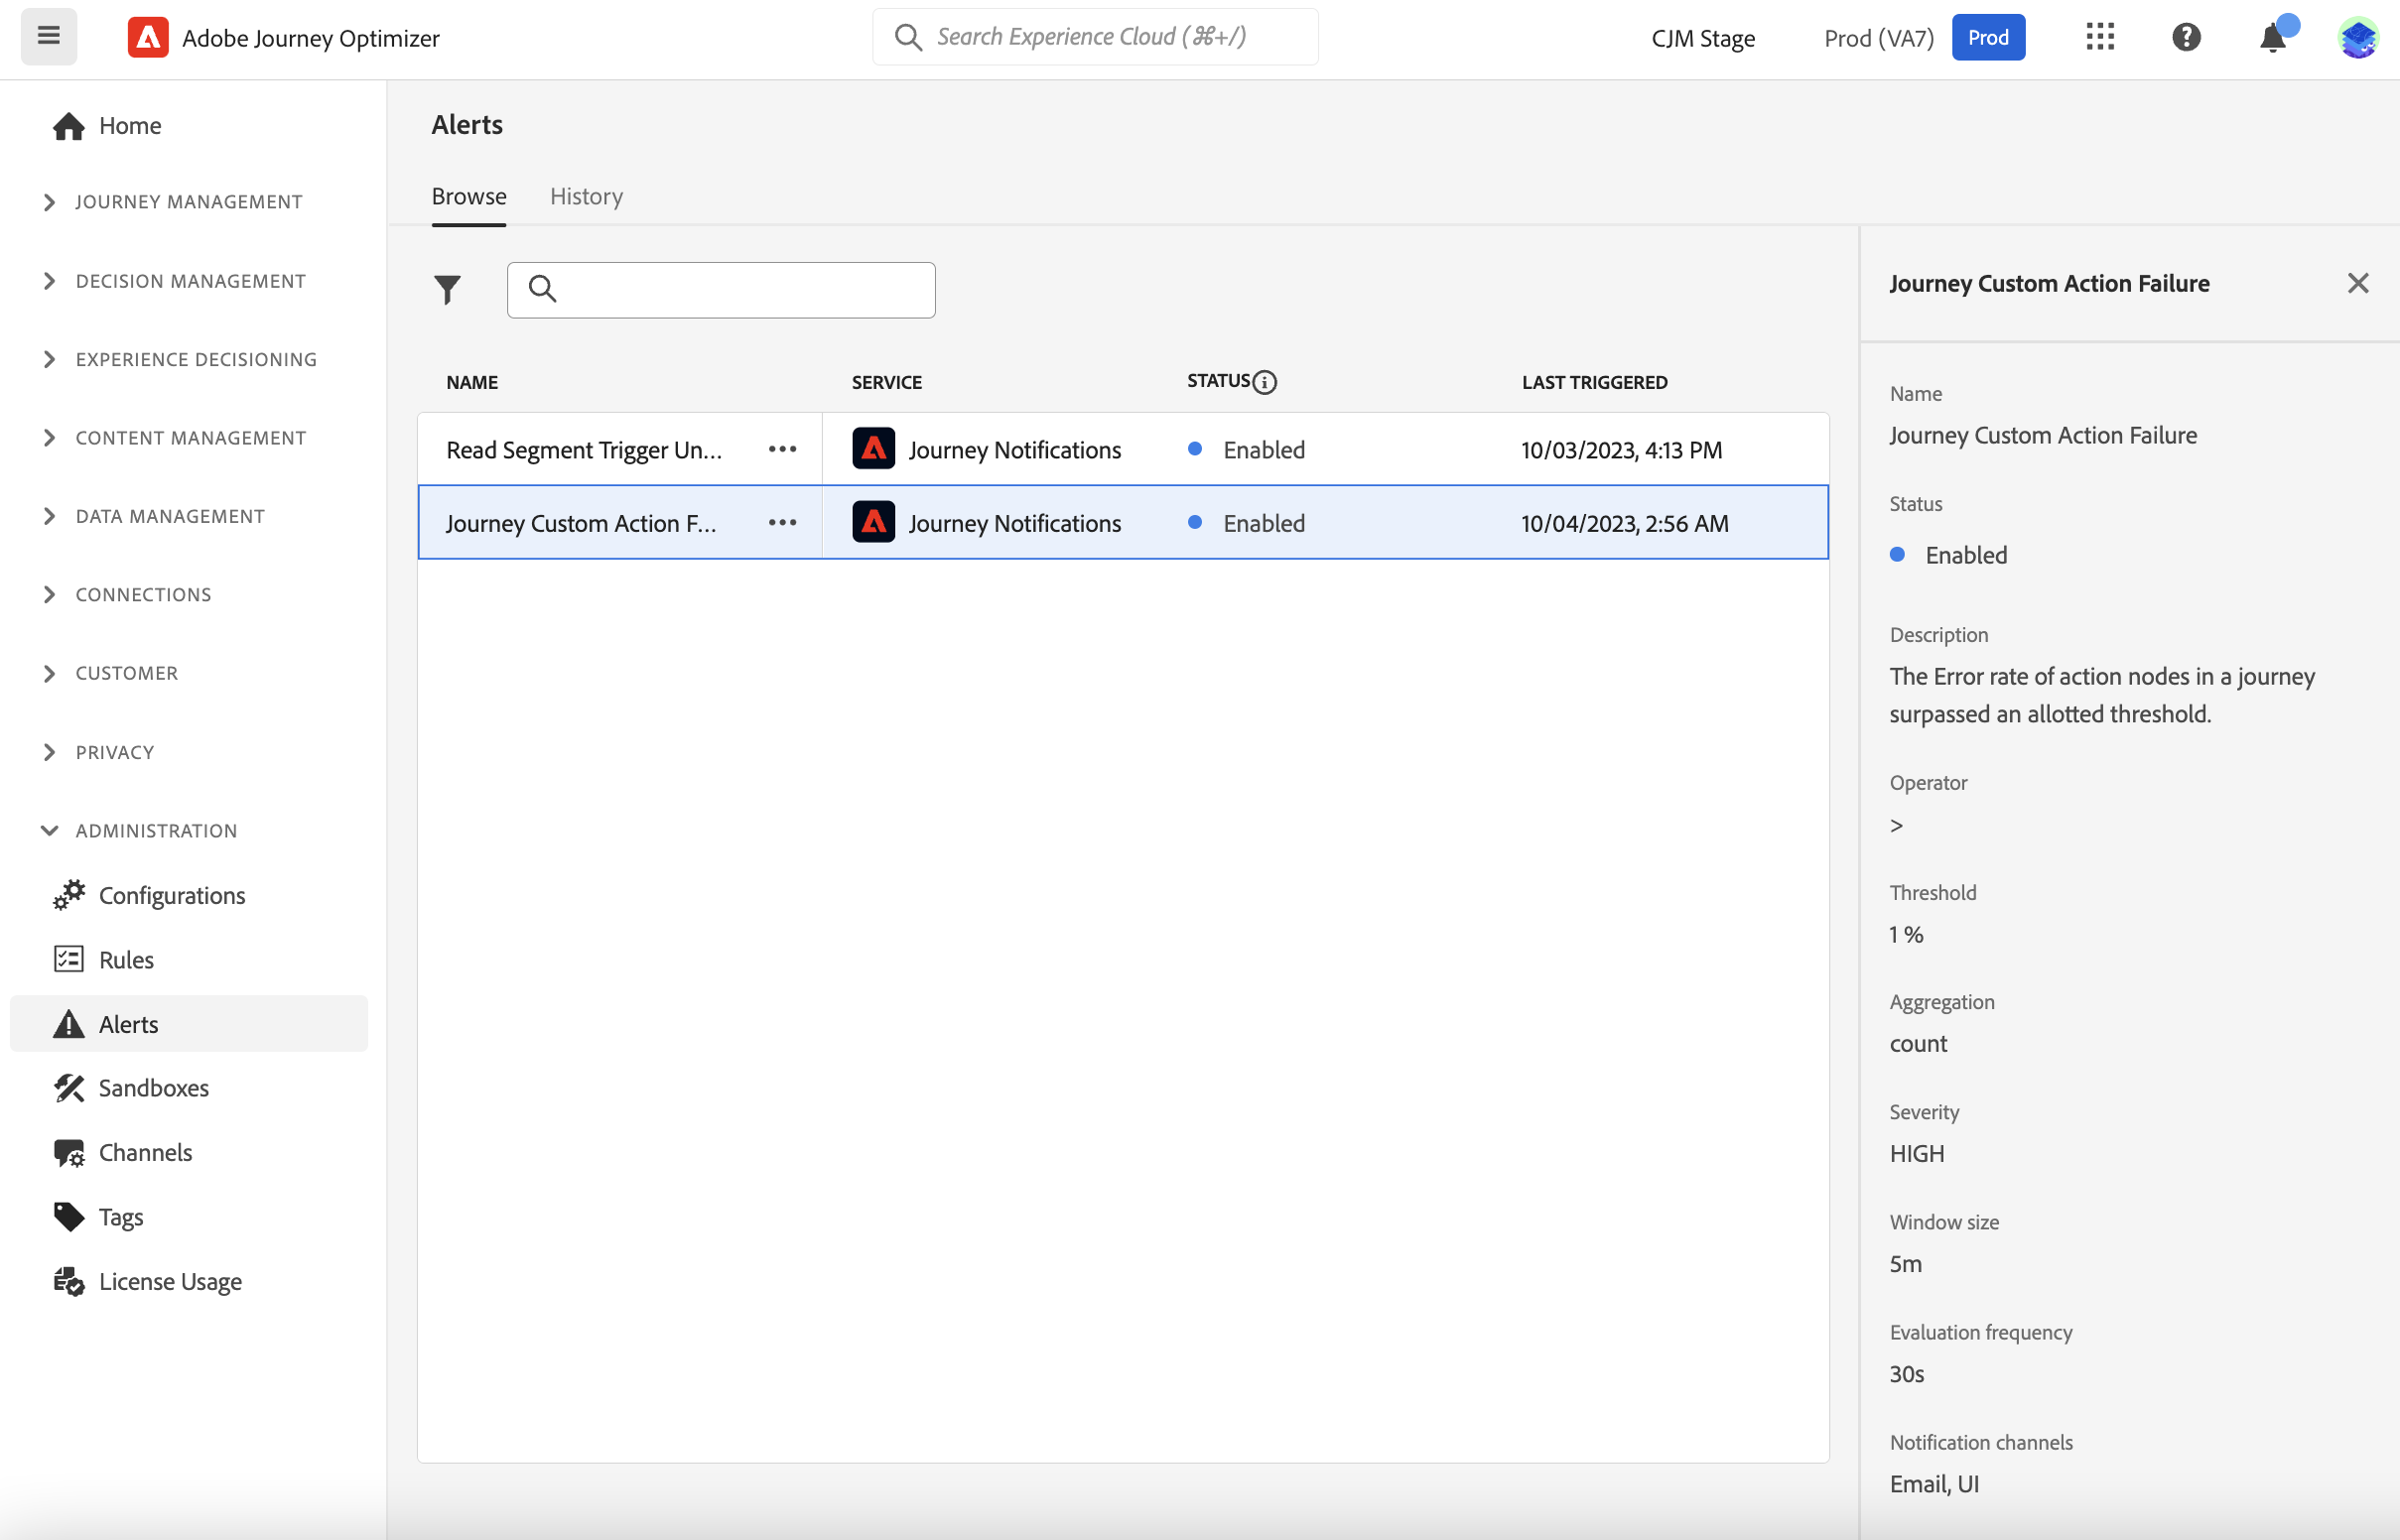 Adobe Journey Optimizer
Search Experience Cloud (⌘+/)
CJM Stage
Prod (VA7)
Prod
Home
JOURNEY MANAGEMENT
DECISION MANAGEMENT
EXPERIENCE DECISIONING
CONTENT MANAGEMENT
DATA MANAGEMENT
CONNECTIONS
CUSTOMER
PRIVACY
ADMINISTRATION
Configurations
Rules
Alerts
Sandboxes
Channels
Tags
License Usage
Alerts
Browse History
NAME SERVICE STATUS LAST TRIGGERED
Read Segment Trigger Un... Journey Notifications Enabled 10/03/2023, 4:13 PM
Journey Custom Action F... Journey Notifications Enabled 10/04/2023, 2:56 AM
Journey Custom Action Failure
Name
Journey Custom Action Failure
Status
Enabled
Description
The Error rate of action nodes in a journey
surpassed an allotted threshold.
Operator
>
Threshold
1 %
Aggregation
count
Severity
HIGH
Window size
5m
Evaluation frequency
30s
Notification channels
Email, UI